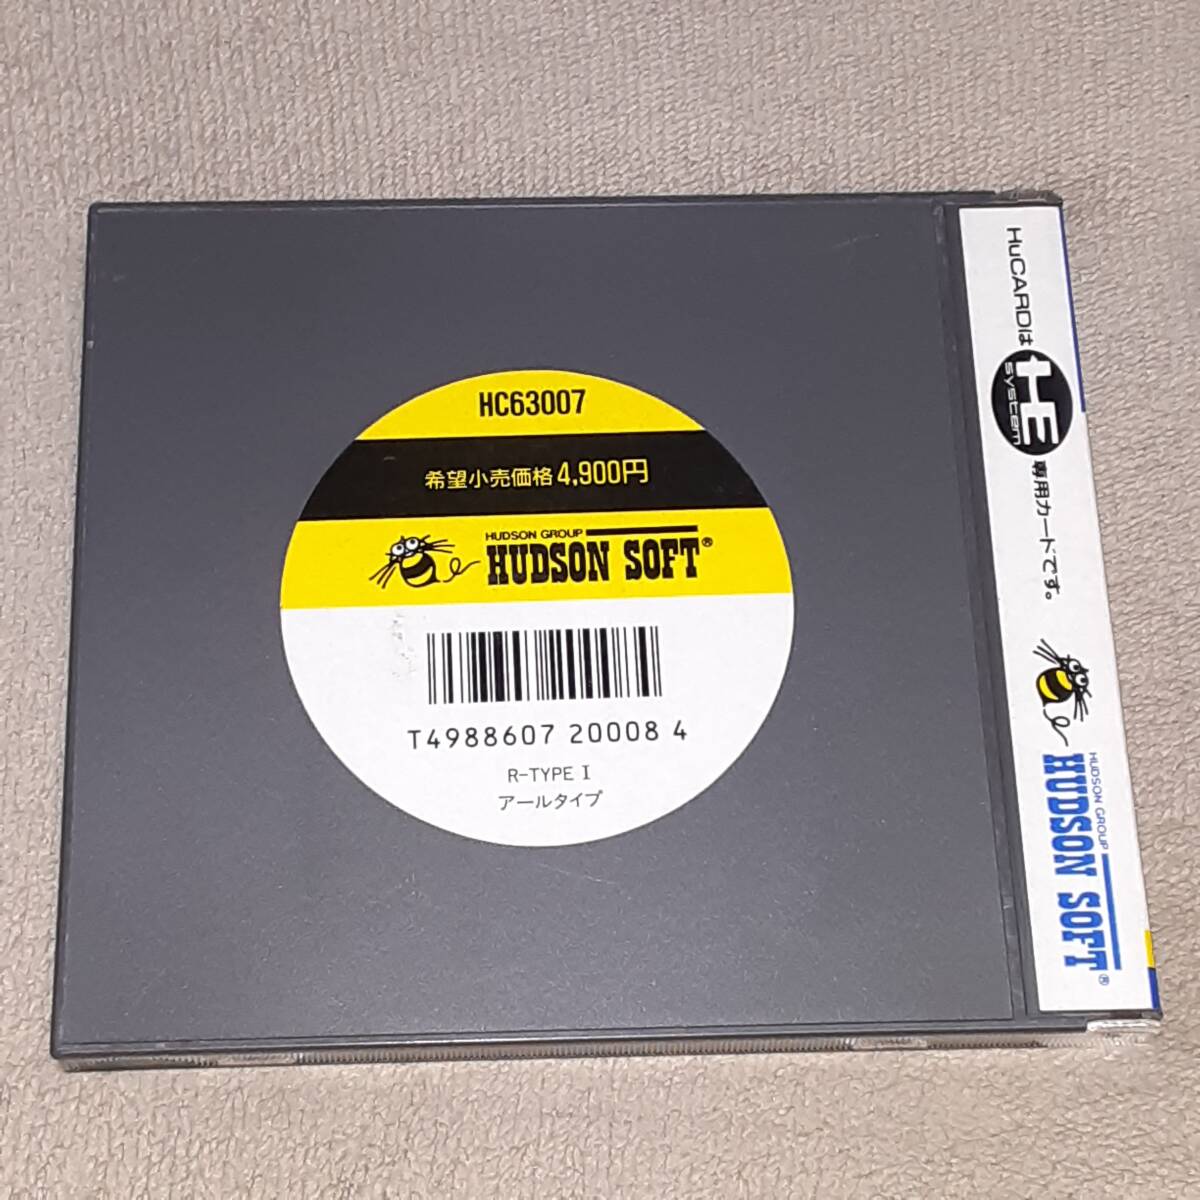 HC63007
希望小売価格4,900円
HUDSON GROUP
HUDSON SOFT®
T4988607 20008 4
R-TYPE I
アールタイプ
HuCARDは HE system 専用カードです。
HUDSON GROUP
HUDSON SOFT®